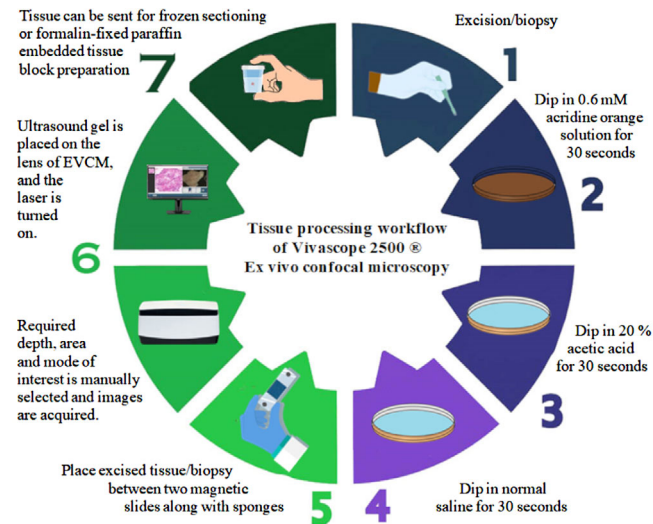 Excision/biopsy
1
Dip in 0.6 mM
acridine orange
solution for
30 seconds
2
Dip in 20 %
acetic acid
for 30 seconds
3
Dip in normal
saline for 30 seconds
4
Place excised tissue/biopsy
between two magnetic
slides along with sponges
5
Required
depth, area
and mode of
interest is manually
selected and images
are acquired.
6
Ultrasound gel is
placed on the
lens of EVCM,
and the
laser is
turned
on.
7
Tissue can be sent for frozen sectioning
or formalin-fixed paraffin
embedded tissue
block preparation
Tissue processing workflow
of Vivascope 2500 ®
Ex vivo confocal microscopy